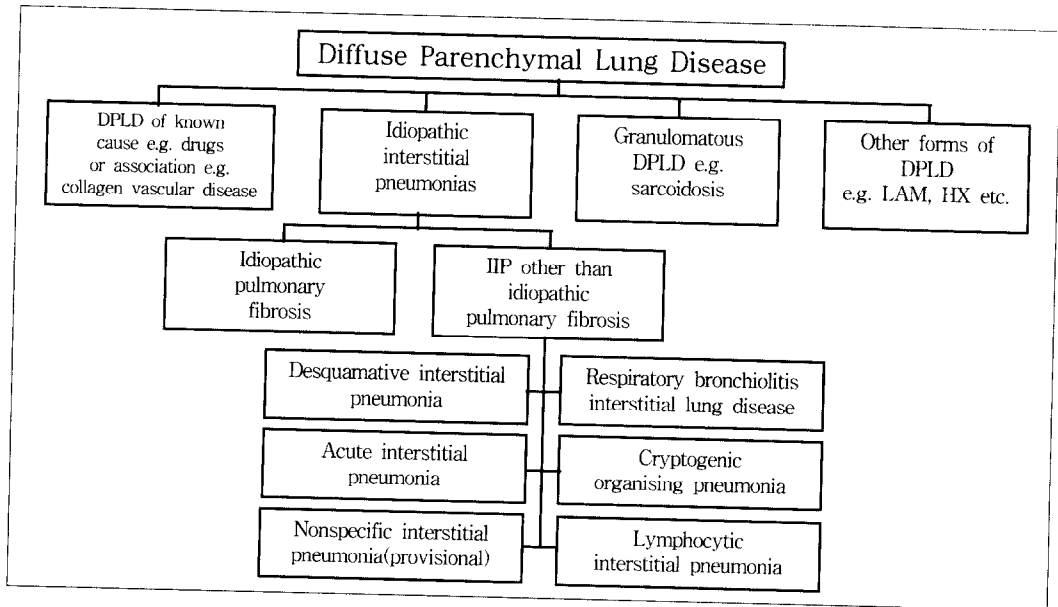 Diffuse Parenchymal Lung Disease
DPLD of known
cause e.g. drugs
or association e.g.
collagen vascular disease
Idiopathic
interstitial
pneumonias
Granulomatous
DPLD e.g.
sarcoidosis
Other forms of
DPLD
e.g. LAM, HX etc.
Idiopathic
pulmonary
fibrosis
IIP other than
idiopathic
pulmonary fibrosis
Desquamative interstitial
pneumonia
Respiratory bronchiolitis
interstitial lung disease
Acute interstitial
pneumonia
Cryptogenic
organising pneumonia
Nonspecific interstitial
pneumonia(provisional)
Lymphocytic
interstitial pneumonia